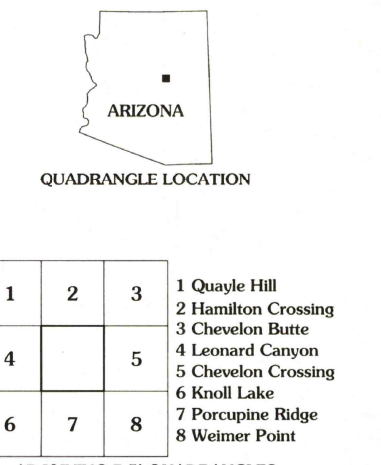 ARIZONA
QUADRANGLE LOCATION
1 2 3
4 5
6 7 8
1 Quayle Hill
2 Hamilton Crossing
3 Chevelon Butte
4 Leonard Canyon
5 Chevelon Crossing
6 Knoll Lake
7 Porcupine Ridge
8 Weimer Point